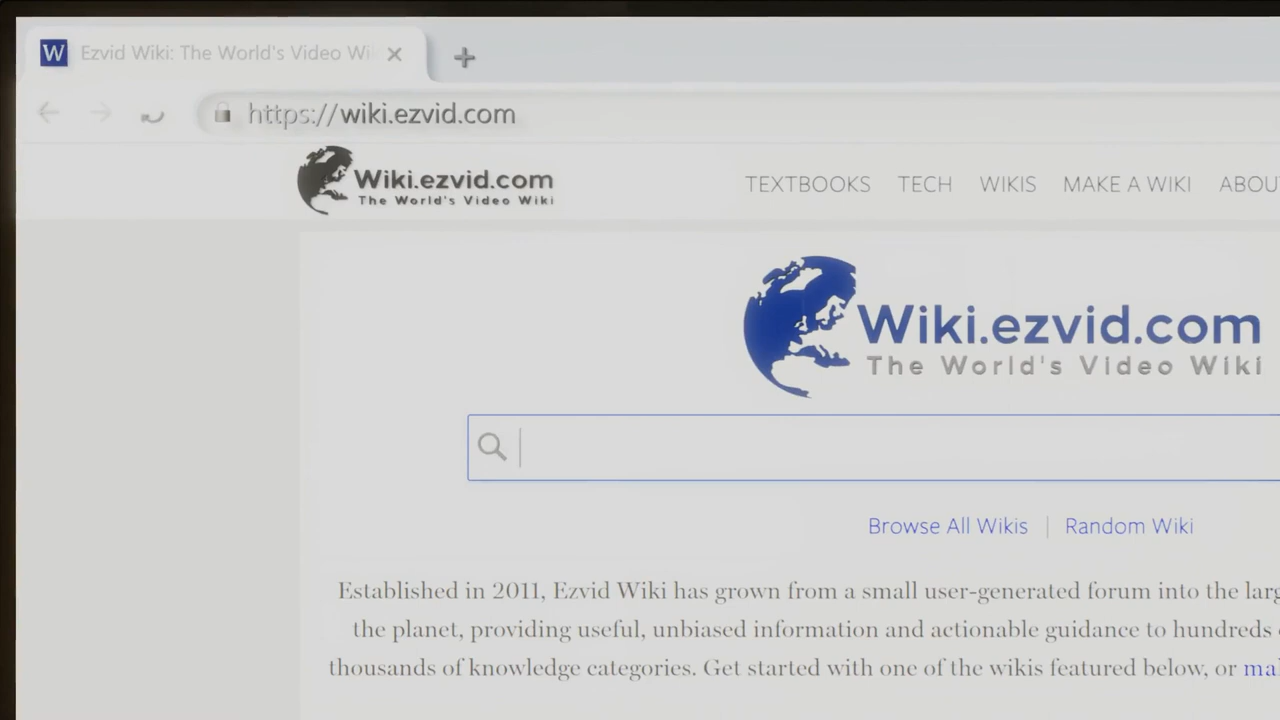 W Ezvid Wiki: The World's Video Wi
https://wiki.ezvid.com
Wiki.ezvid.com
The World's Video Wiki
TEXTBOOKS TECH WIKIS MAKE A WIKI ABOU
Wiki.ezvid.com
The World's Video Wiki
Browse All Wikis | Random Wiki
Established in 2011, Ezvid Wiki has grown from a small user-generated forum into the larg
the planet, providing useful, unbiased information and actionable guidance to hundreds
thousands of knowledge categories. Get started with one of the wikis featured below, or mal